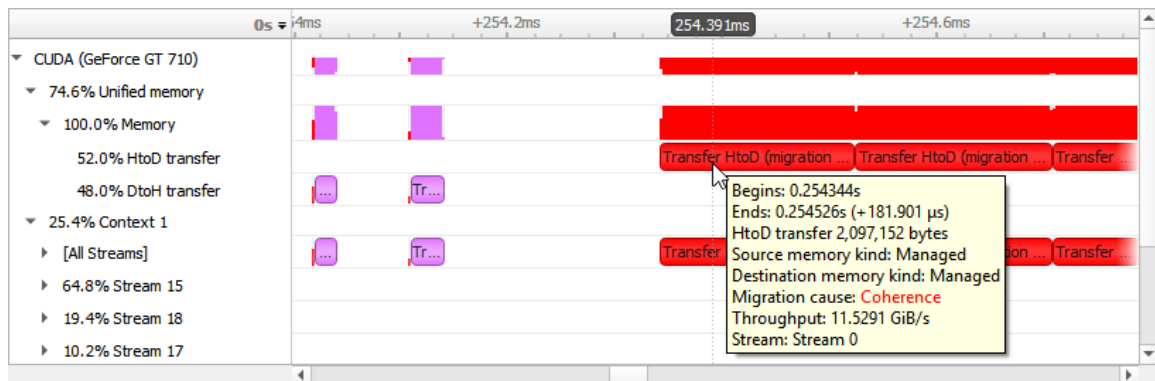 0s 4ms +254.2ms 254.391ms +254.6ms
CUDA (GeForce GT 710)
74.6% Unified memory
100.0% Memory
52.0% HtoD transfer
Transfer HtoD (migration ... Transfer HtoD (migration ... Transfer ...
48.0% DtoH transfer
... Tr...
25.4% Context 1
[All Streams]
... Tr... Transfer ion ... Transfer ...
64.8% Stream 15
19.4% Stream 18
10.2% Stream 17
Begins: 0.254344s
Ends: 0.254526s (+181.901 µs)
HtoD transfer 2,097,152 bytes
Source memory kind: Managed
Destination memory kind: Managed
Migration cause: Coherence
Throughput: 11.5291 GiB/s
Stream: Stream 0